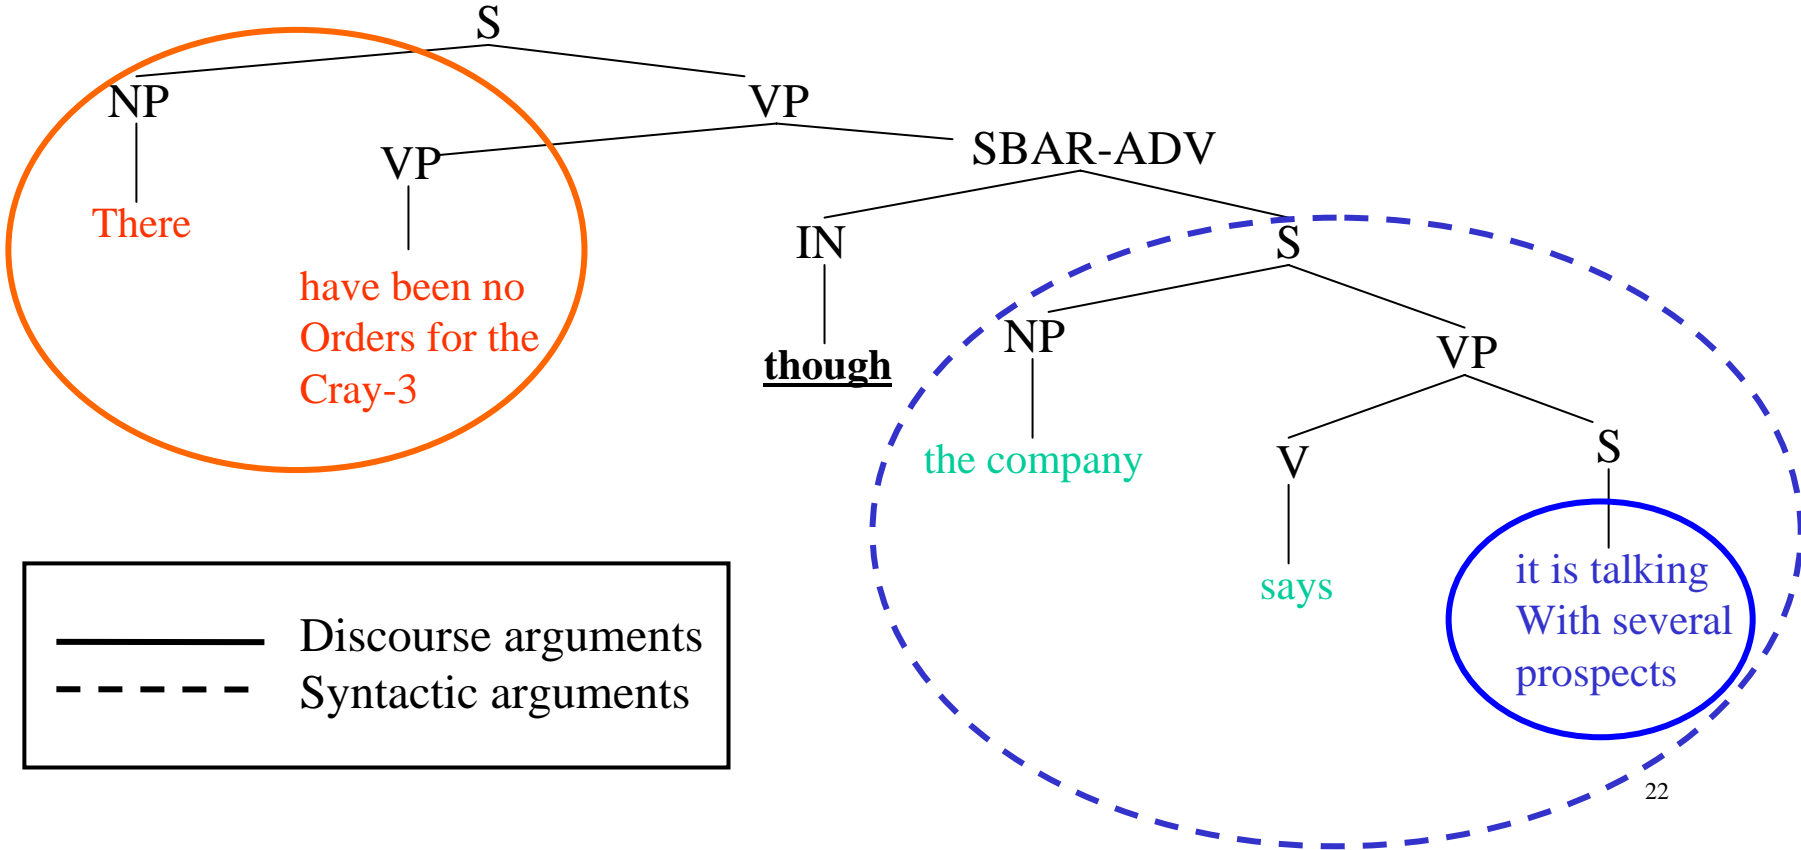 S
NP
VP
VP
SBAR-ADV
There
IN
S
have been no
Orders for the
Cray-3
though
NP
VP
the company
V
S
says
it is talking
With several
prospects
Discourse arguments
Syntactic arguments
22